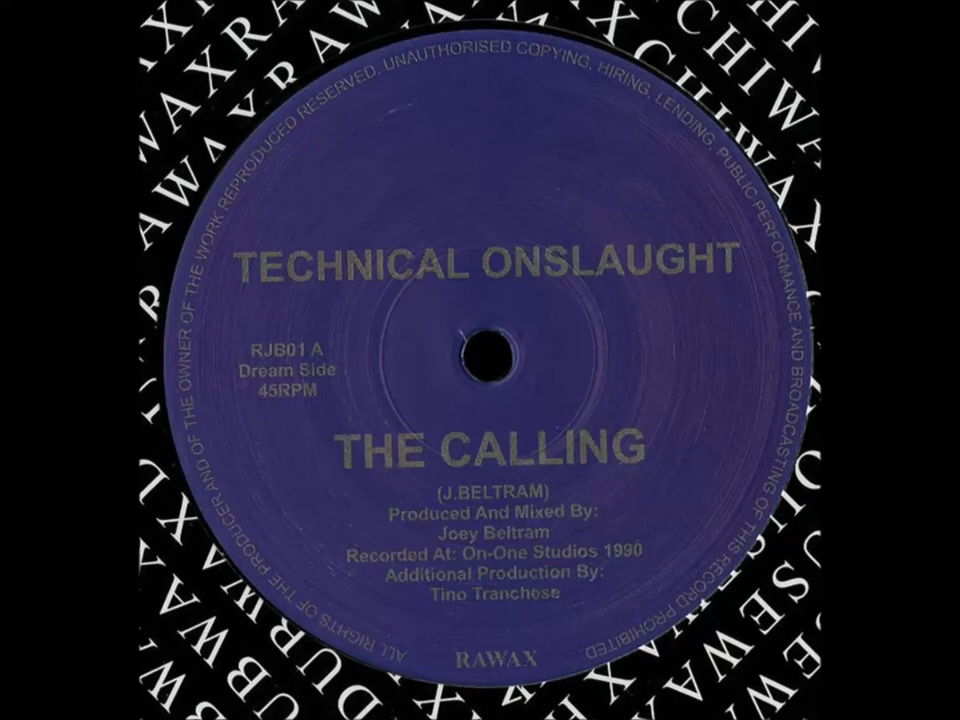 ALL RIGHTS OF THE PRODUCER AND OF THE OWNER OF THE WORK REPRODUCED RESERVED. UNAUTHORISED COPYING, HIRING, LENDING, PUBLIC PERFORMANCE AND BROADCASTING OF THIS RECORD PROHIBITED
TECHNICAL ONSLAUGHT
RJB01 A
Dream Side
45RPM
THE CALLING
(J.BELTRAM)
Produced And Mixed By:
Joey Beltram
Recorded At: On-One Studios 1990
Additional Production By:
Tino Tranchese
RAWAX